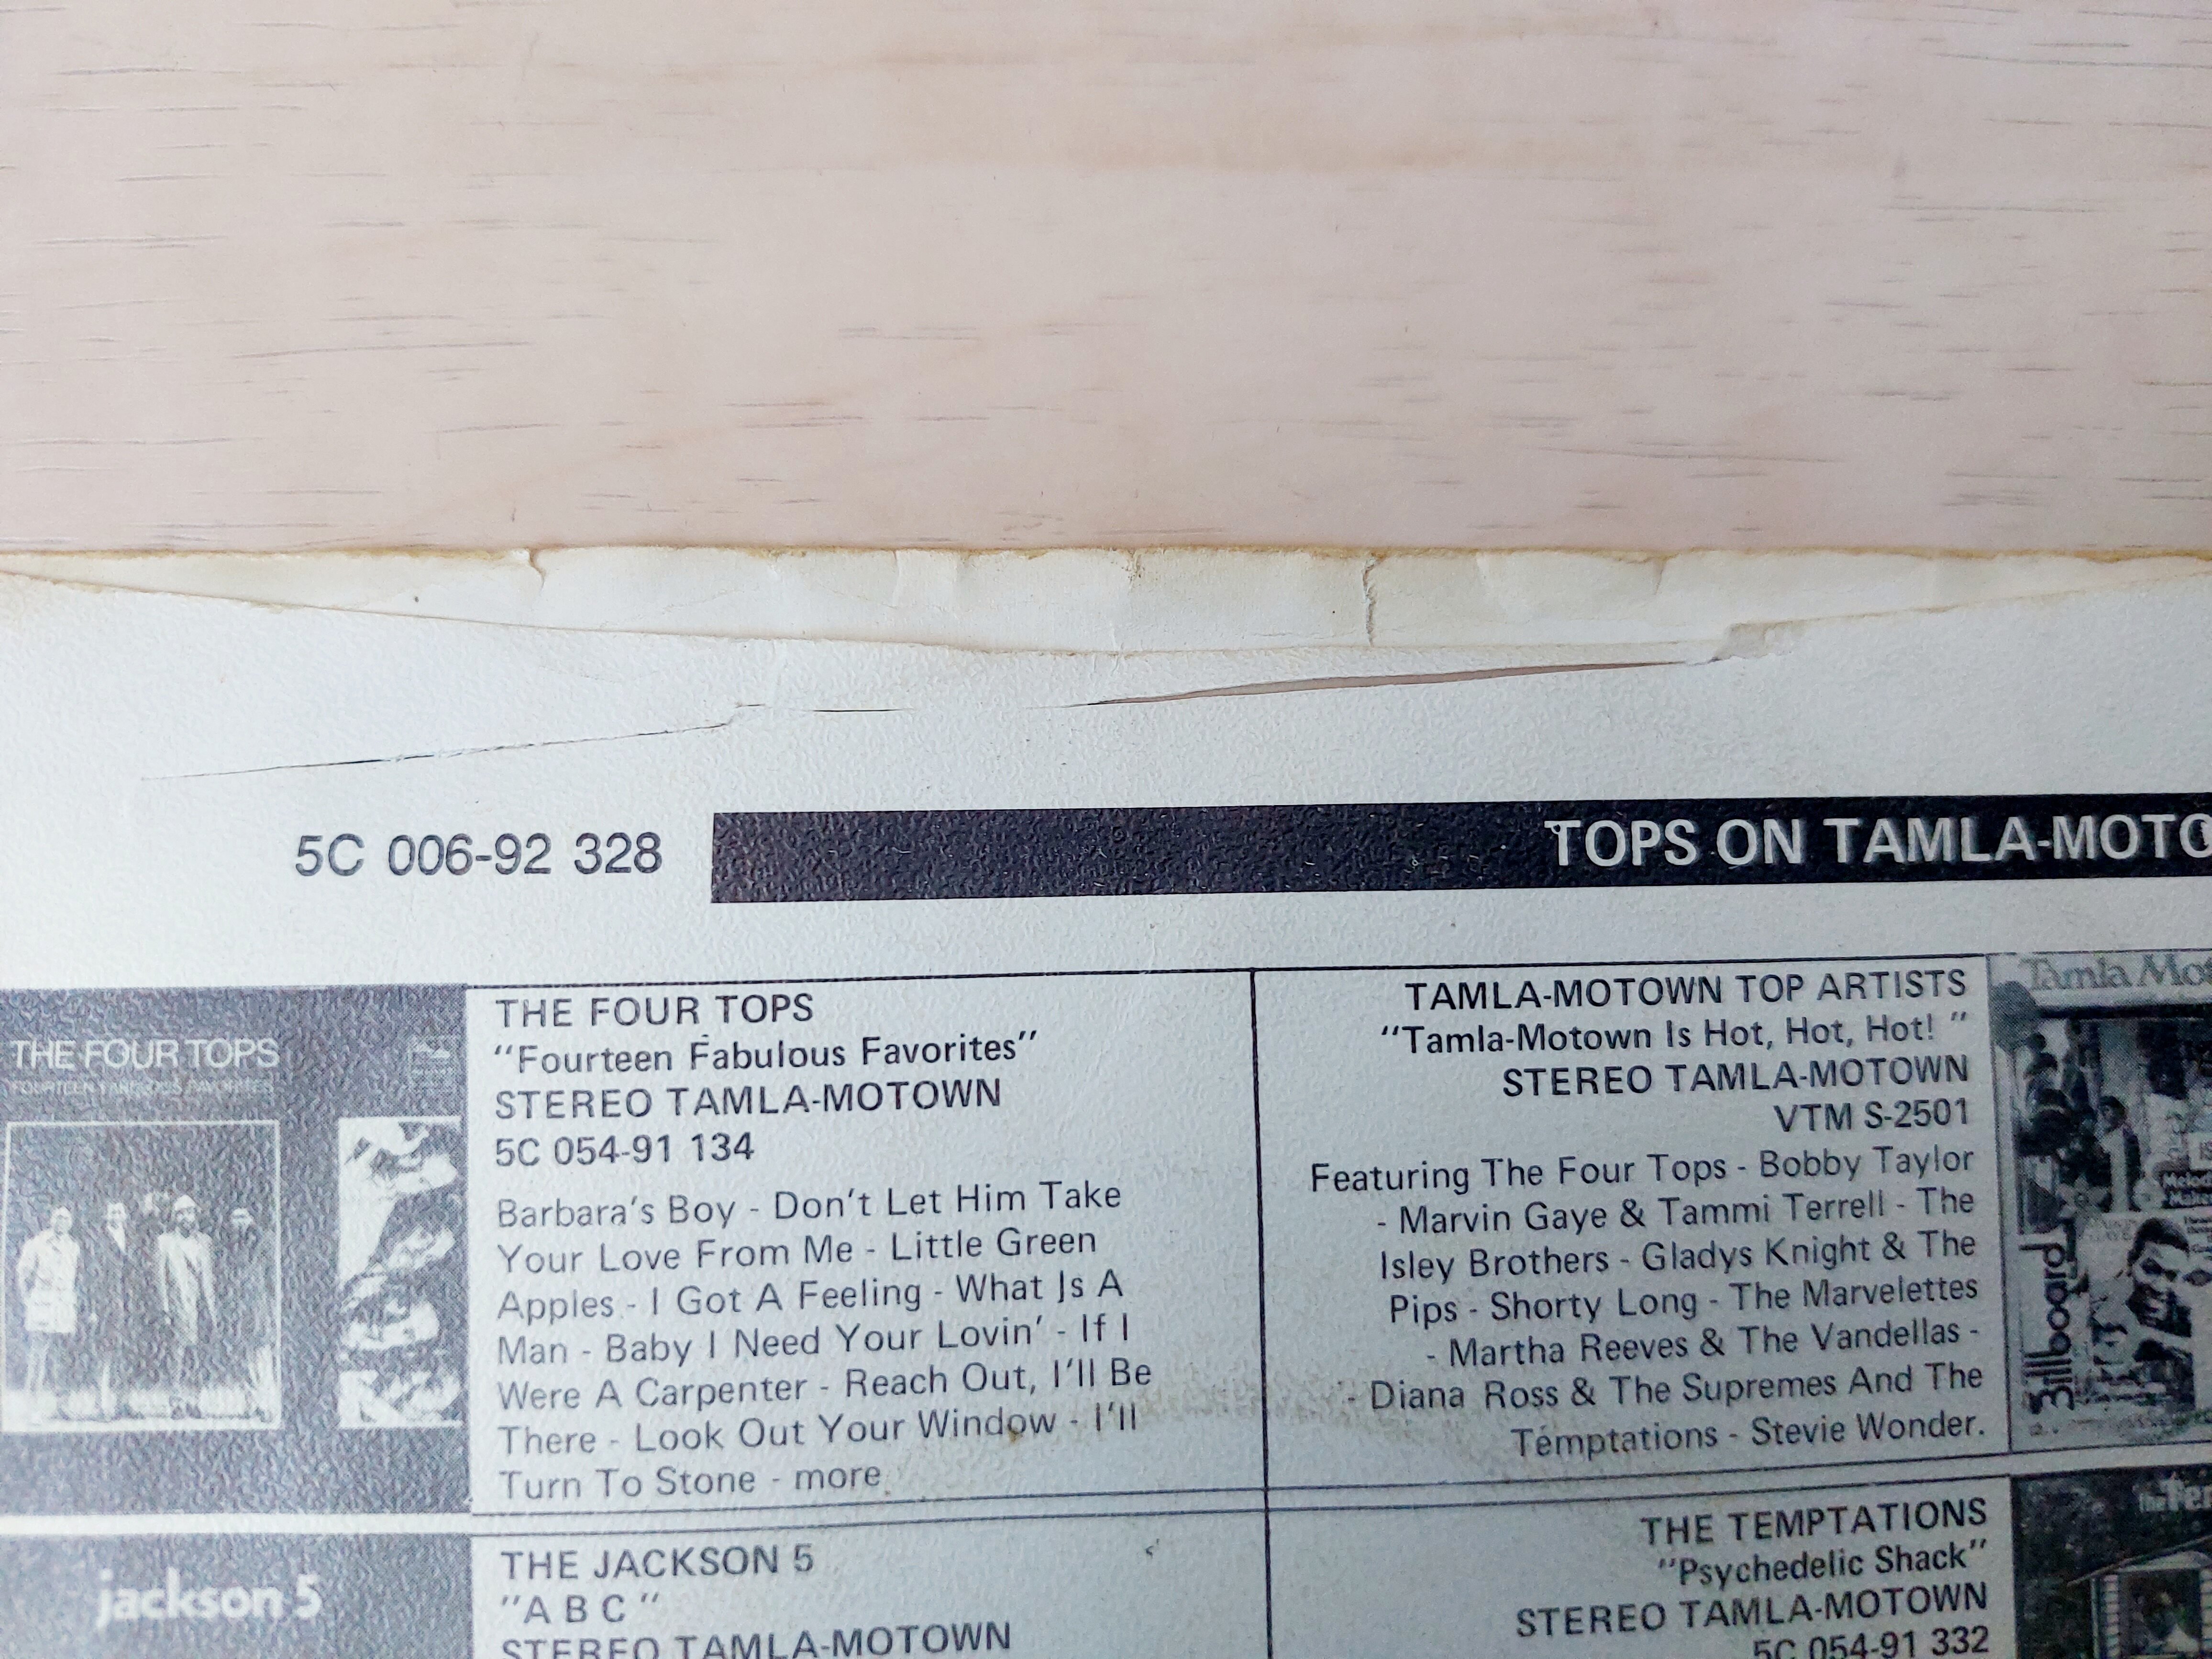 5C 006-92 328
TOPS ON TAMLA-MOTO
THE FOUR TOPS
FOURTEEN FABULOUS FAVORITES
THE FOUR TOPS
"Fourteen Fabulous Favorites"
STEREO TAMLA-MOTOWN
5C 054-91 134
Barbara's Boy - Don't Let Him Take
Your Love From Me - Little Green
Apples - I Got A Feeling - What Is A
Man - Baby I Need Your Lovin' - If I
Were A Carpenter - Reach Out, I'll Be
There - Look Out Your Window - I'll
Turn To Stone - more.
TAMLA-MOTOWN TOP ARTISTS
"Tamla-Motown Is Hot, Hot, Hot! "
STEREO TAMLA-MOTOWN
VTM S-2501
Featuring The Four Tops - Bobby Taylor
- Marvin Gaye & Tammi Terrell - The
Isley Brothers - Gladys Knight & The
Pips - Shorty Long - The Marvelettes
- Martha Reeves & The Vandellas -
- Diana Ross & The Supremes And The
Temptations - Stevie Wonder.
Tamla Mot
Billboard
jackson 5
THE JACKSON 5
"A B C "
STEREO TAMLA-MOTOWN
THE TEMPTATIONS
"Psychedelic Shack"
STEREO TAMLA-MOTOWN
5C 054-91 332